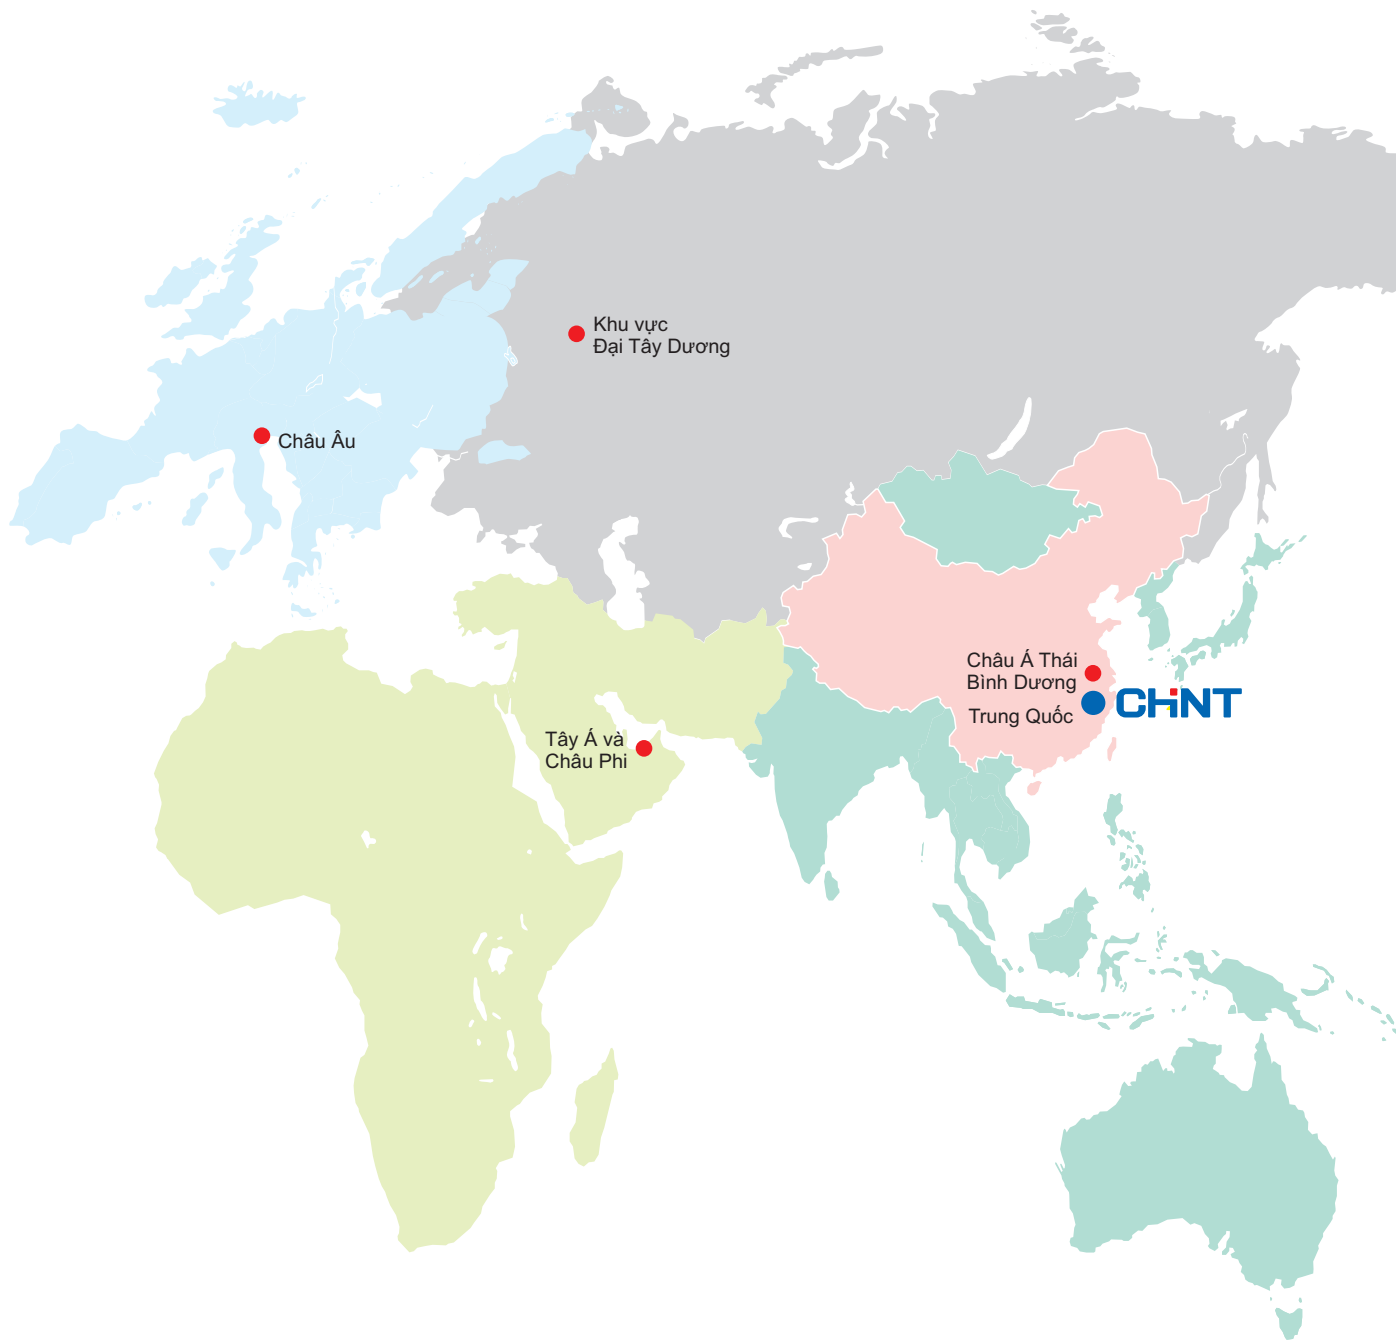 Khu vực
Đại Tây Dương
Châu Âu
Châu Á Thái
Bình Dương
Trung Quốc
CHINT
Tây Á và
Châu Phi